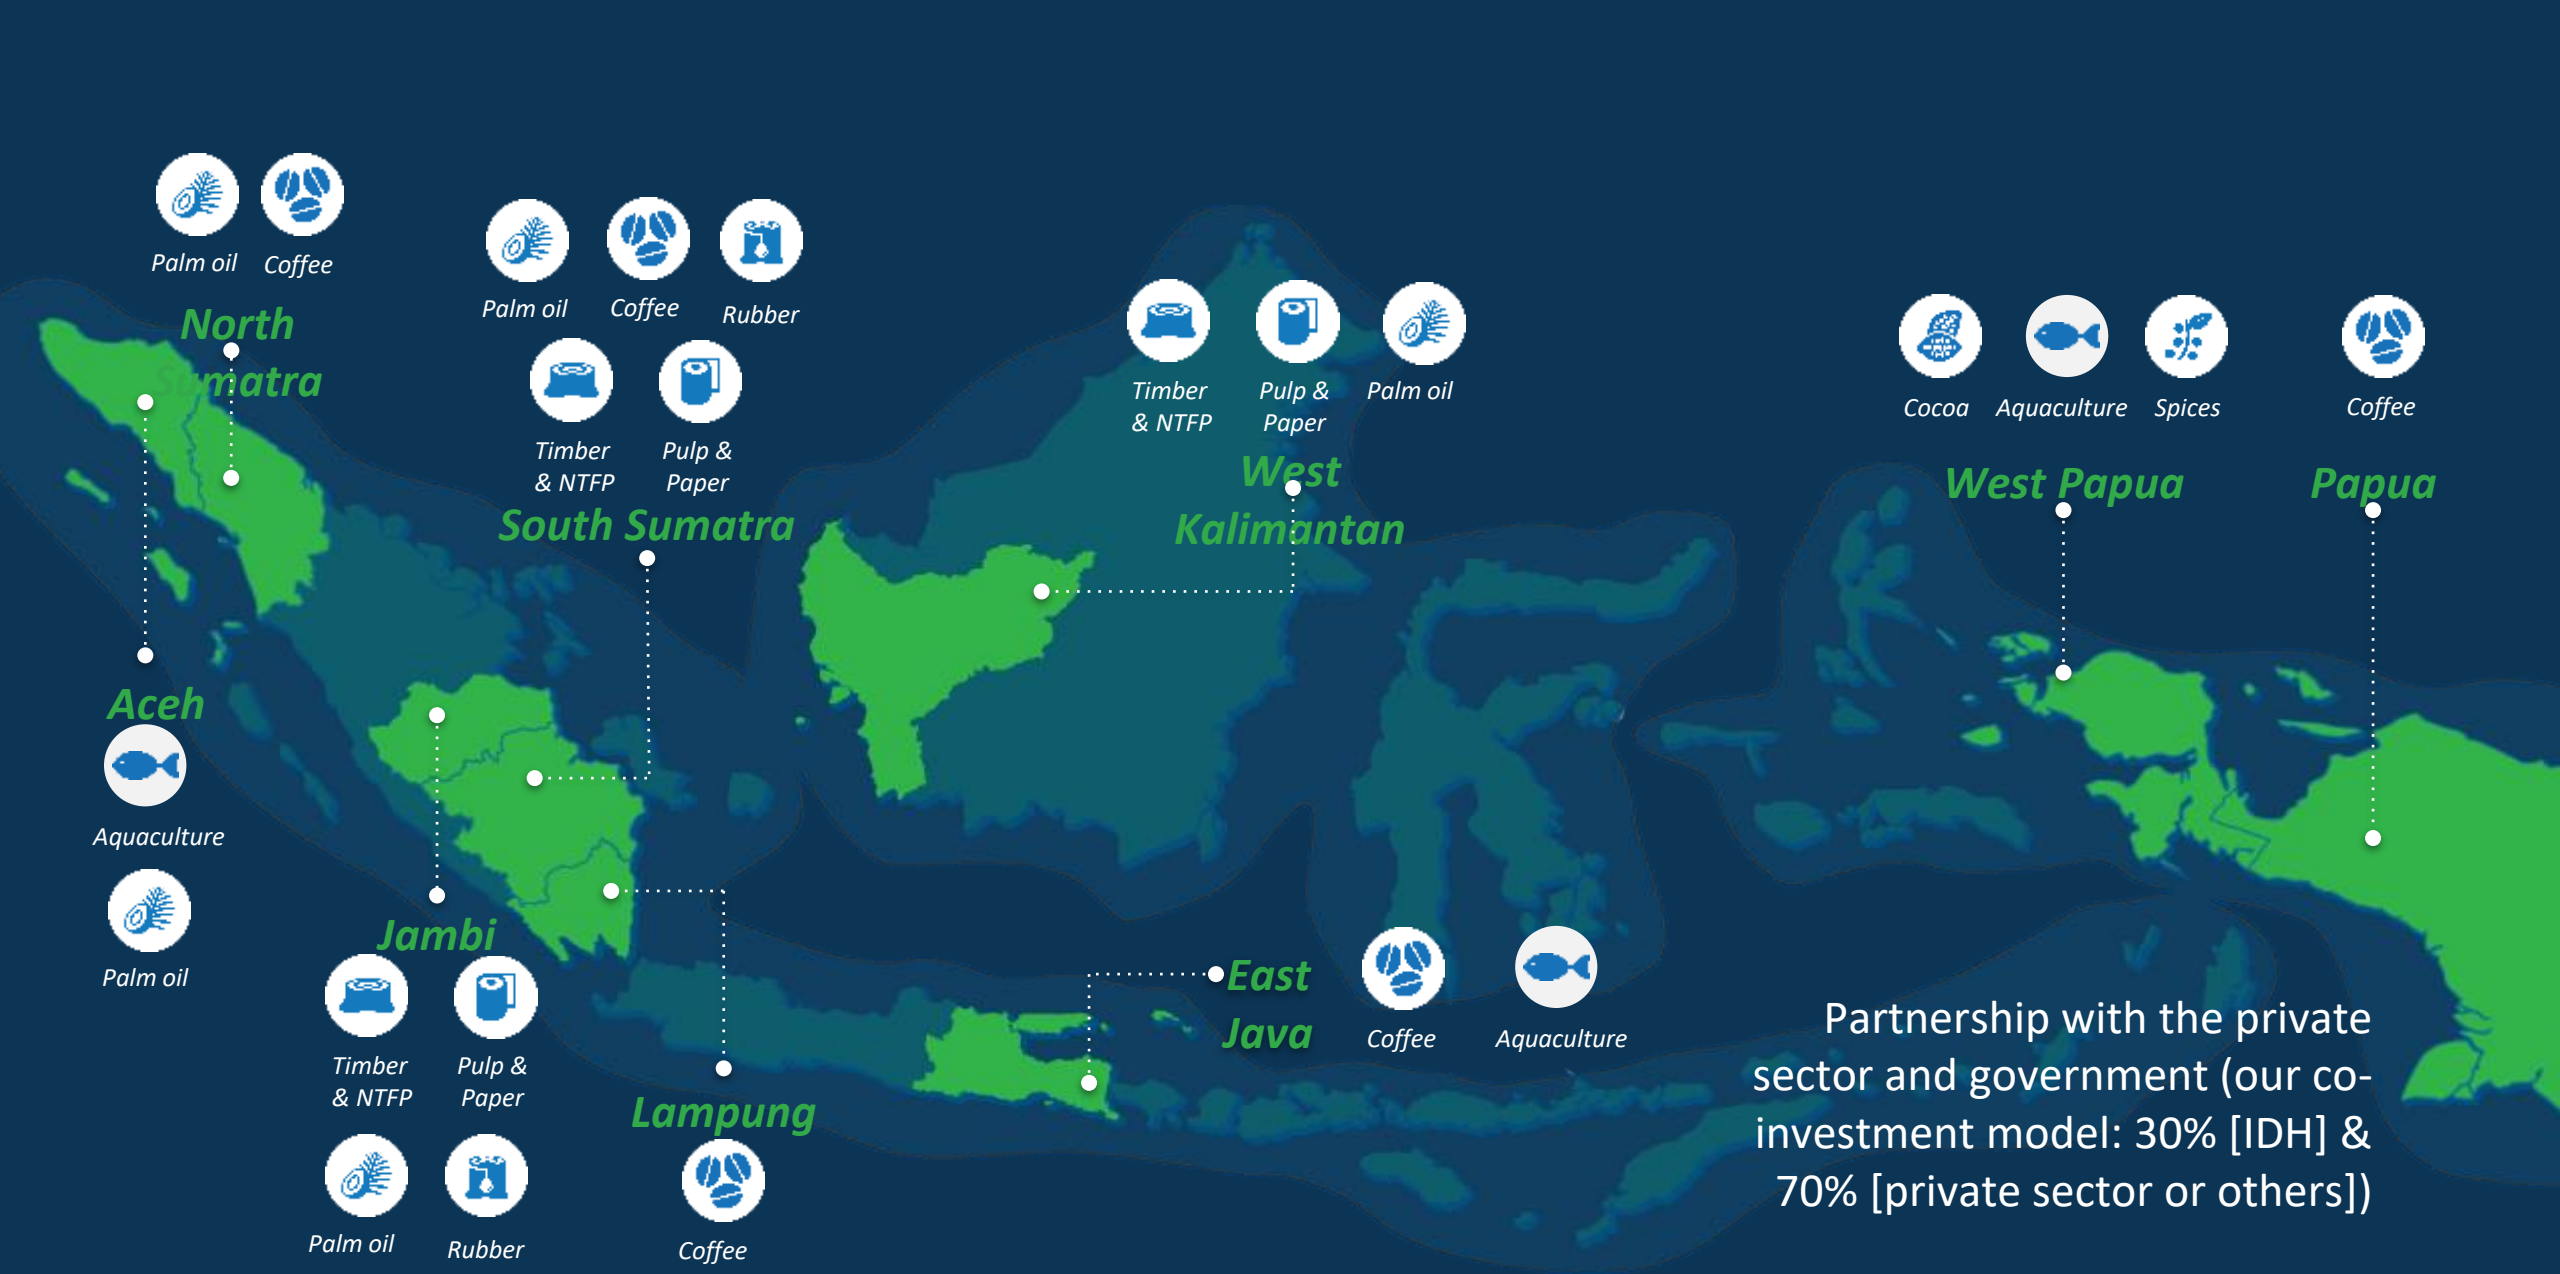 Palm oil
Coffee
North
Sumatra
Palm oil
Coffee
Rubber
Timber
& NTFP
Pulp &
Paper
South Sumatra
Timber
& NTFP
Pulp &
Paper
Palm oil
West
Kalimantan
Cocoa
Aquaculture
Spices
West Papua
Coffee
Papua
Aceh
Aquaculture
Palm oil
Jambi
Timber
& NTFP
Pulp &
Paper
Palm oil
Rubber
Lampung
Coffee
East
Java
Coffee
Aquaculture
Partnership with the private
sector and government (our co-
investment model: 30% [IDH] &
70% [private sector or others])